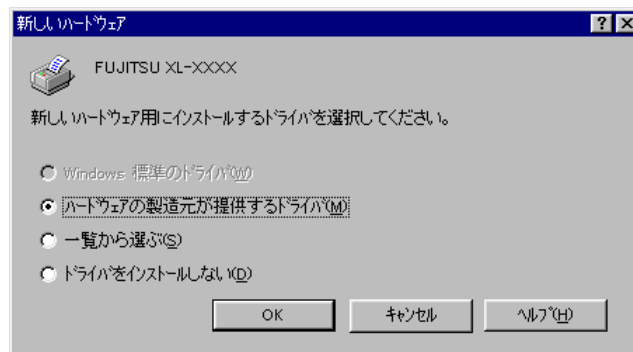 新しいハードウェア
FUJITSU XL-XXXX
新しいハードウェア用にインストールするドライバを選択してください。
Windows 標準のドライバ(W)
ハードウェアの製造元が提供するドライバ(M)
一覧から選ぶ(S)
ドライバをインストールしない(D)
OK キャンセル ヘルプ(H)